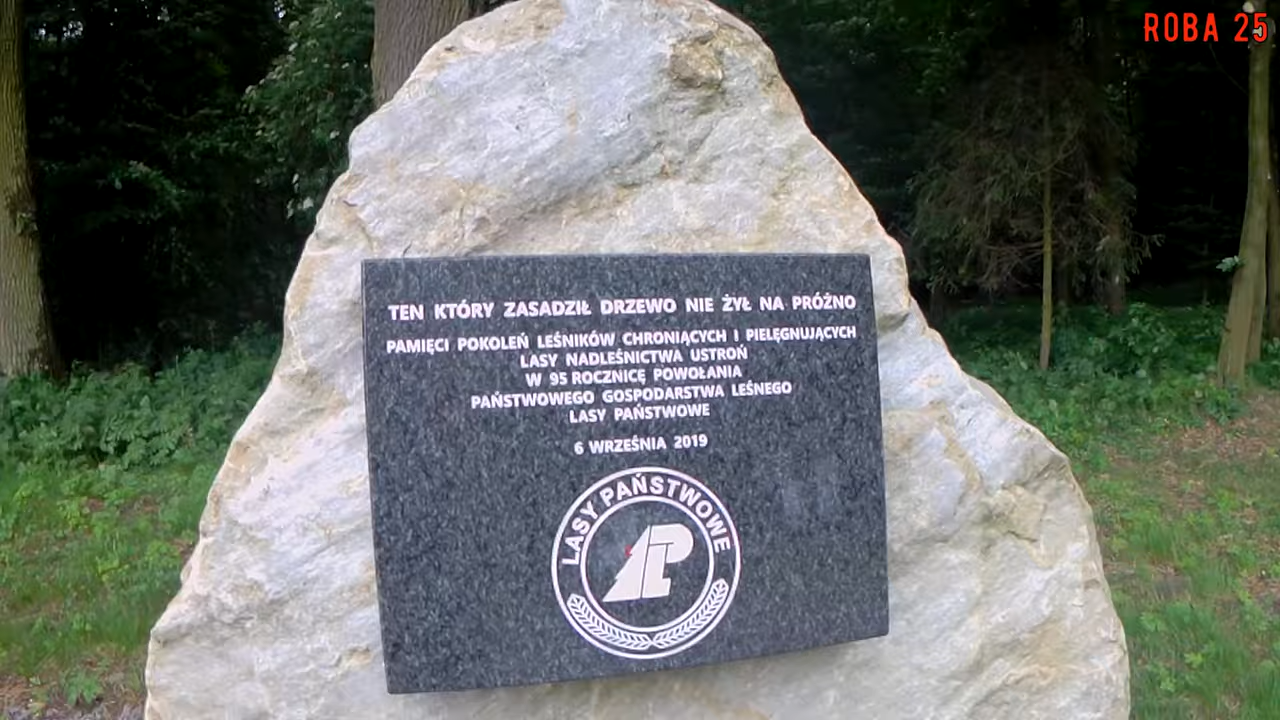 ROBA 25
TEN KTÓRY ZASADZIŁ DRZEWO NIE ŻYŁ NA PRÓŻNO
PAMIĘCI POKOLEŃ LEŚNIKÓW CHRONIĄCYCH I PIELĘGNUJĄCYCH
LASY NADLEŚNICTWA USTROŃ
W 95 ROCZNICĘ POWOŁANIA
PAŃSTWOWEGO GOSPODARSTWA LEŚNEGO
LASY PAŃSTWOWE
6 WRZEŚNIA 2019
LASY PAŃSTWOWE
LP